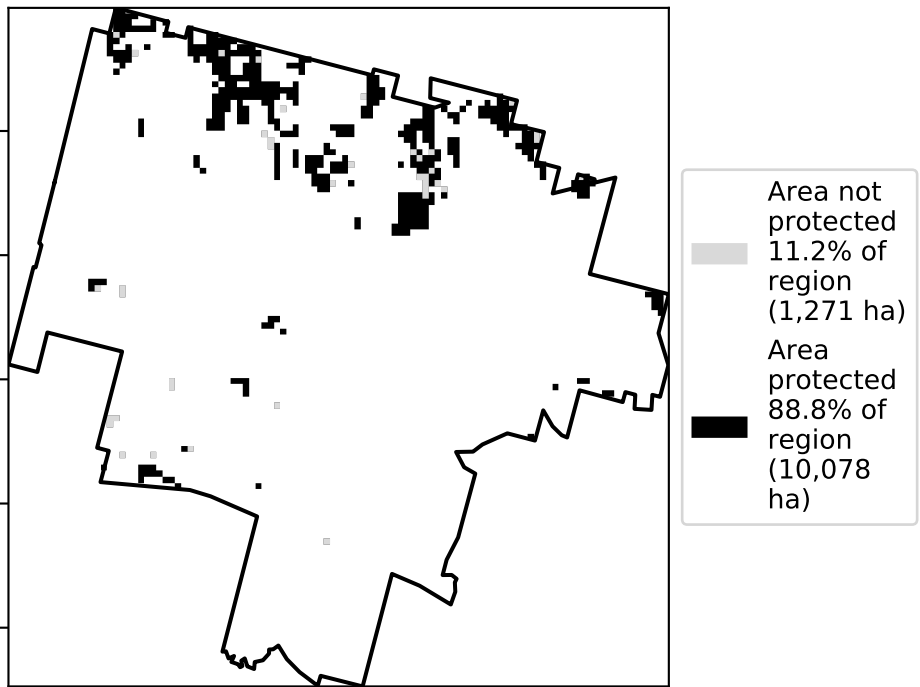 Area not
protected
11.2% of
region
(1,271 ha)
Area
protected
88.8% of
region
(10,078
ha)